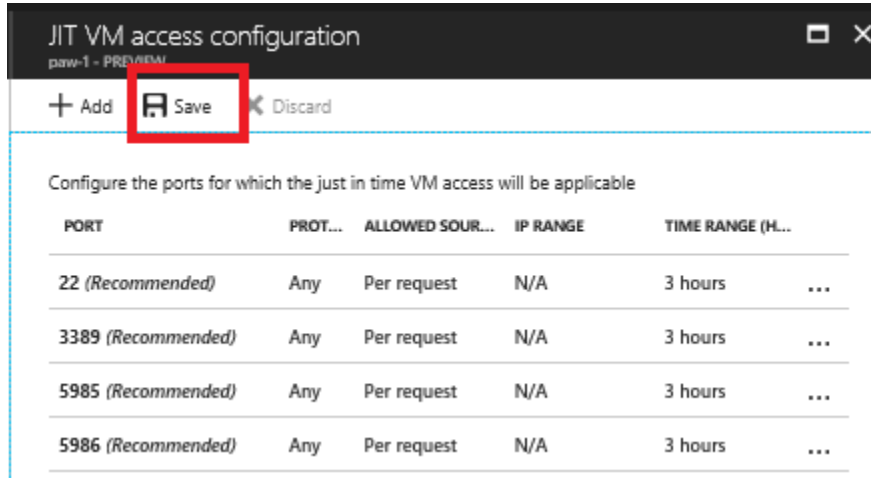 JIT VM access configuration
paw-1 - PREVIEW
Add Save Discard
Configure the ports for which the just in time VM access will be applicable
PORT PROT... ALLOWED SOUR... IP RANGE TIME RANGE (H...
22 (Recommended) Any Per request N/A 3 hours ...
3389 (Recommended) Any Per request N/A 3 hours ...
5985 (Recommended) Any Per request N/A 3 hours ...
5986 (Recommended) Any Per request N/A 3 hours ...